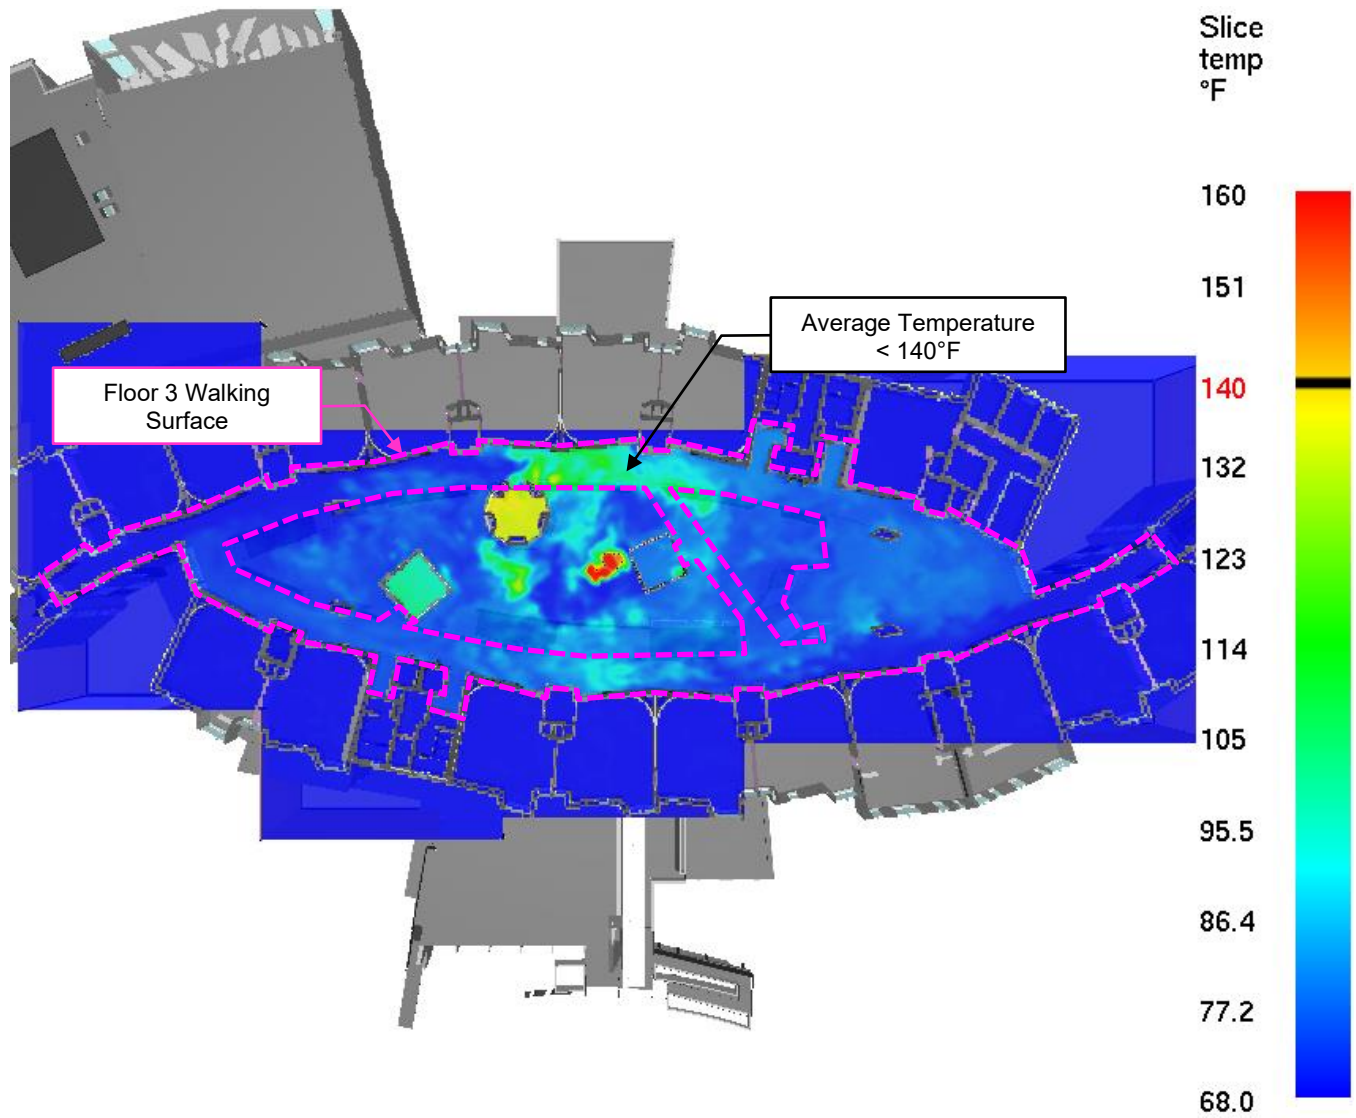 Slice
temp
°F
160
151
140
132
123
114
105
95.5
86.4
77.2
68.0
Average Temperature
< 140°F
Floor 3 Walking
Surface